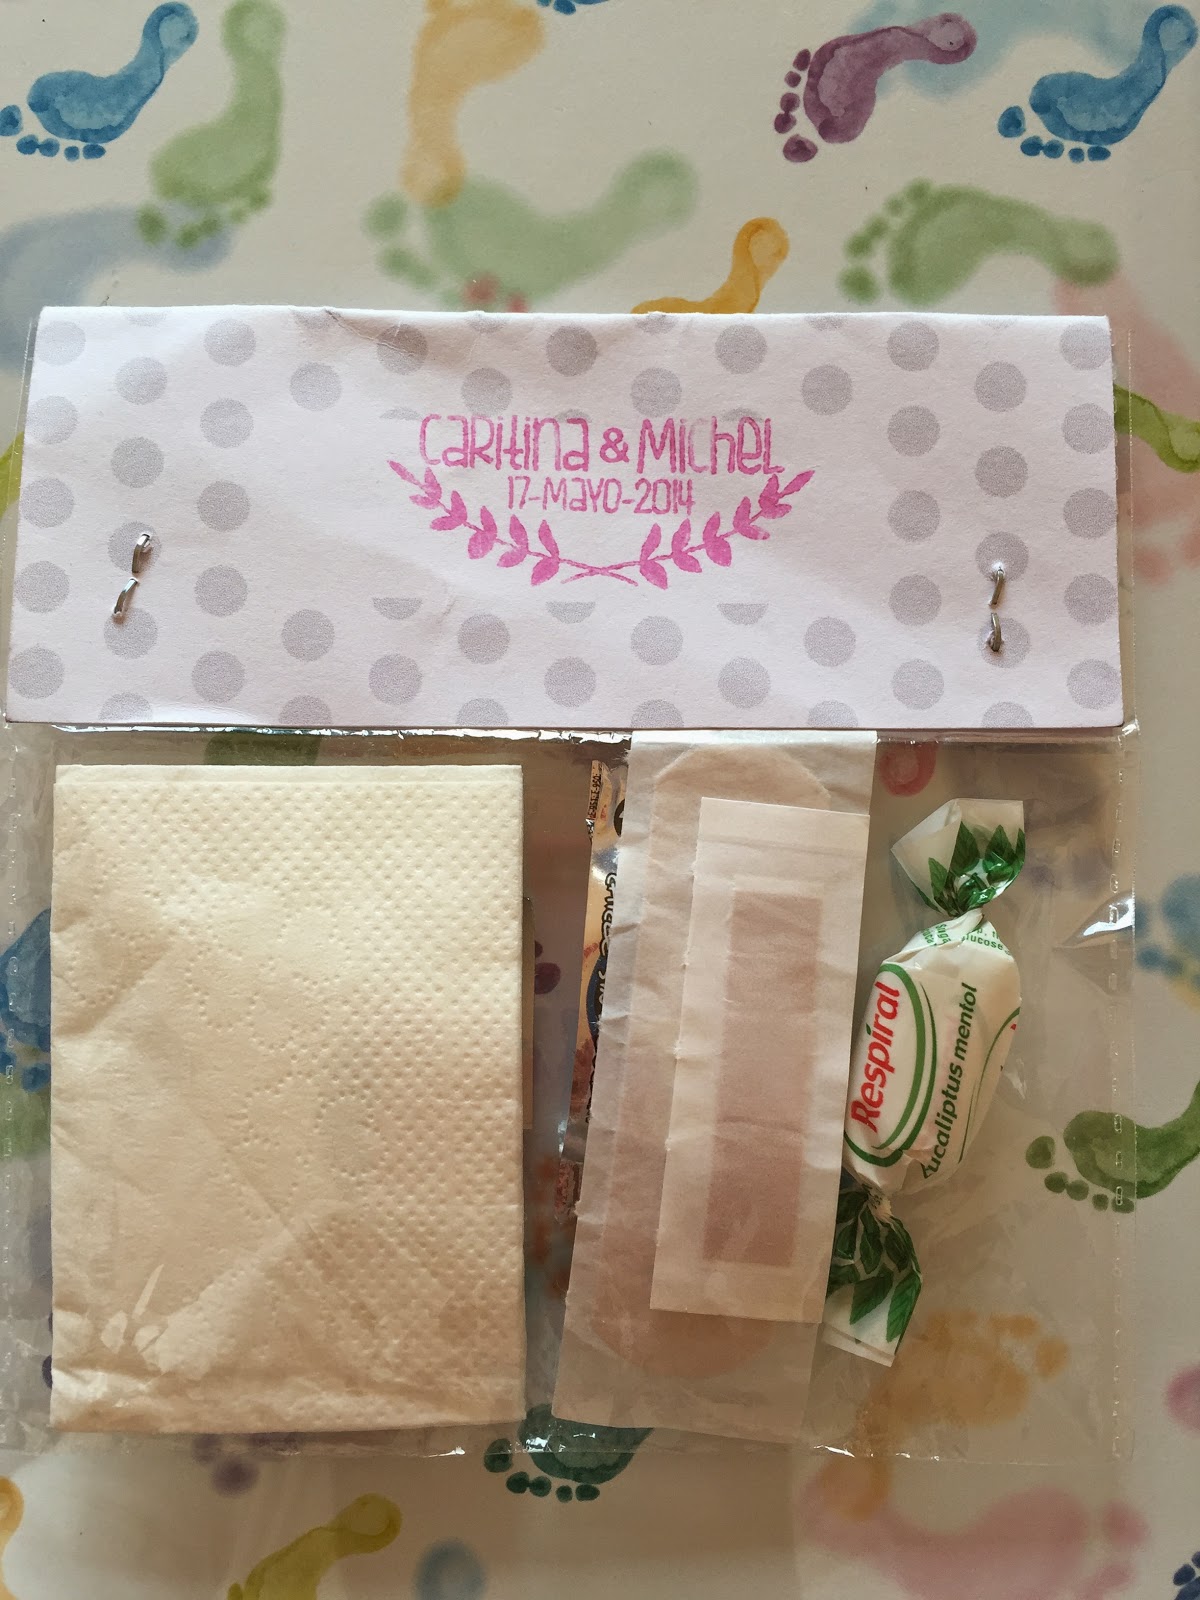 Caritina & Michel
17-Mayo-2014
Respiral
eucaliptus mentol